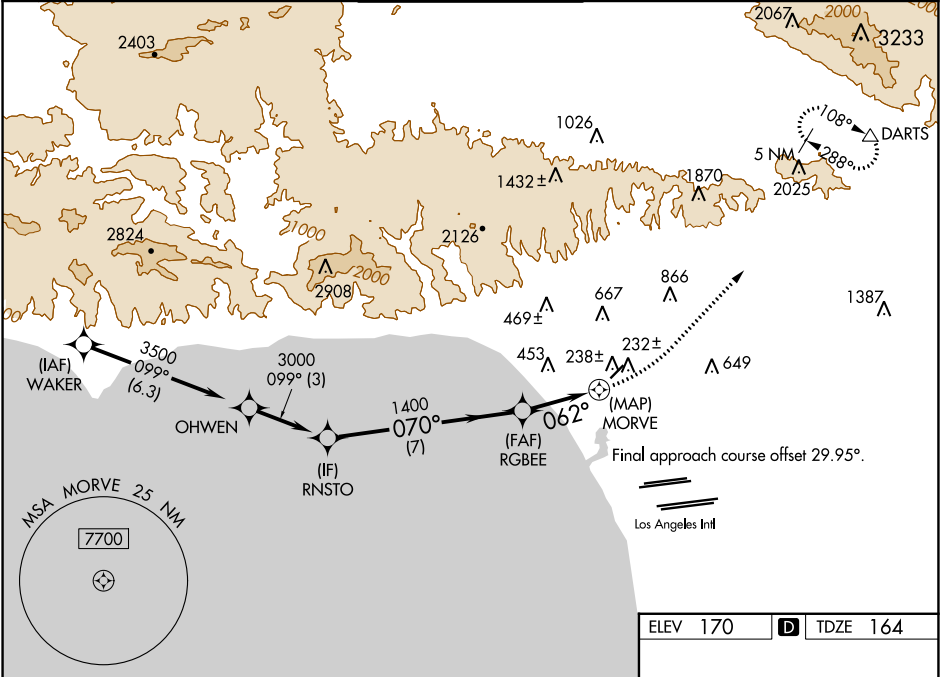 2067
2000
3233
2403
108°
DARTS
1026
5 NM
288°
1432 ±
1870
2025
1000
2824
2126
2000
2908
866
667
1387
469 ±
3500
099°
(6.3)
(IAF)
WAKER
3000
099° (3)
453
238 ±
232 ±
649
1400
070°
(7)
062°
(MAP)
MORVE
OHWEN
(FAF)
RGBEE
(IF)
RNSTO
Final approach course offset 29.95°.
MSA MORVE 25 NM
7700
Los Angeles Intl
ELEV 170 D TDZE 164